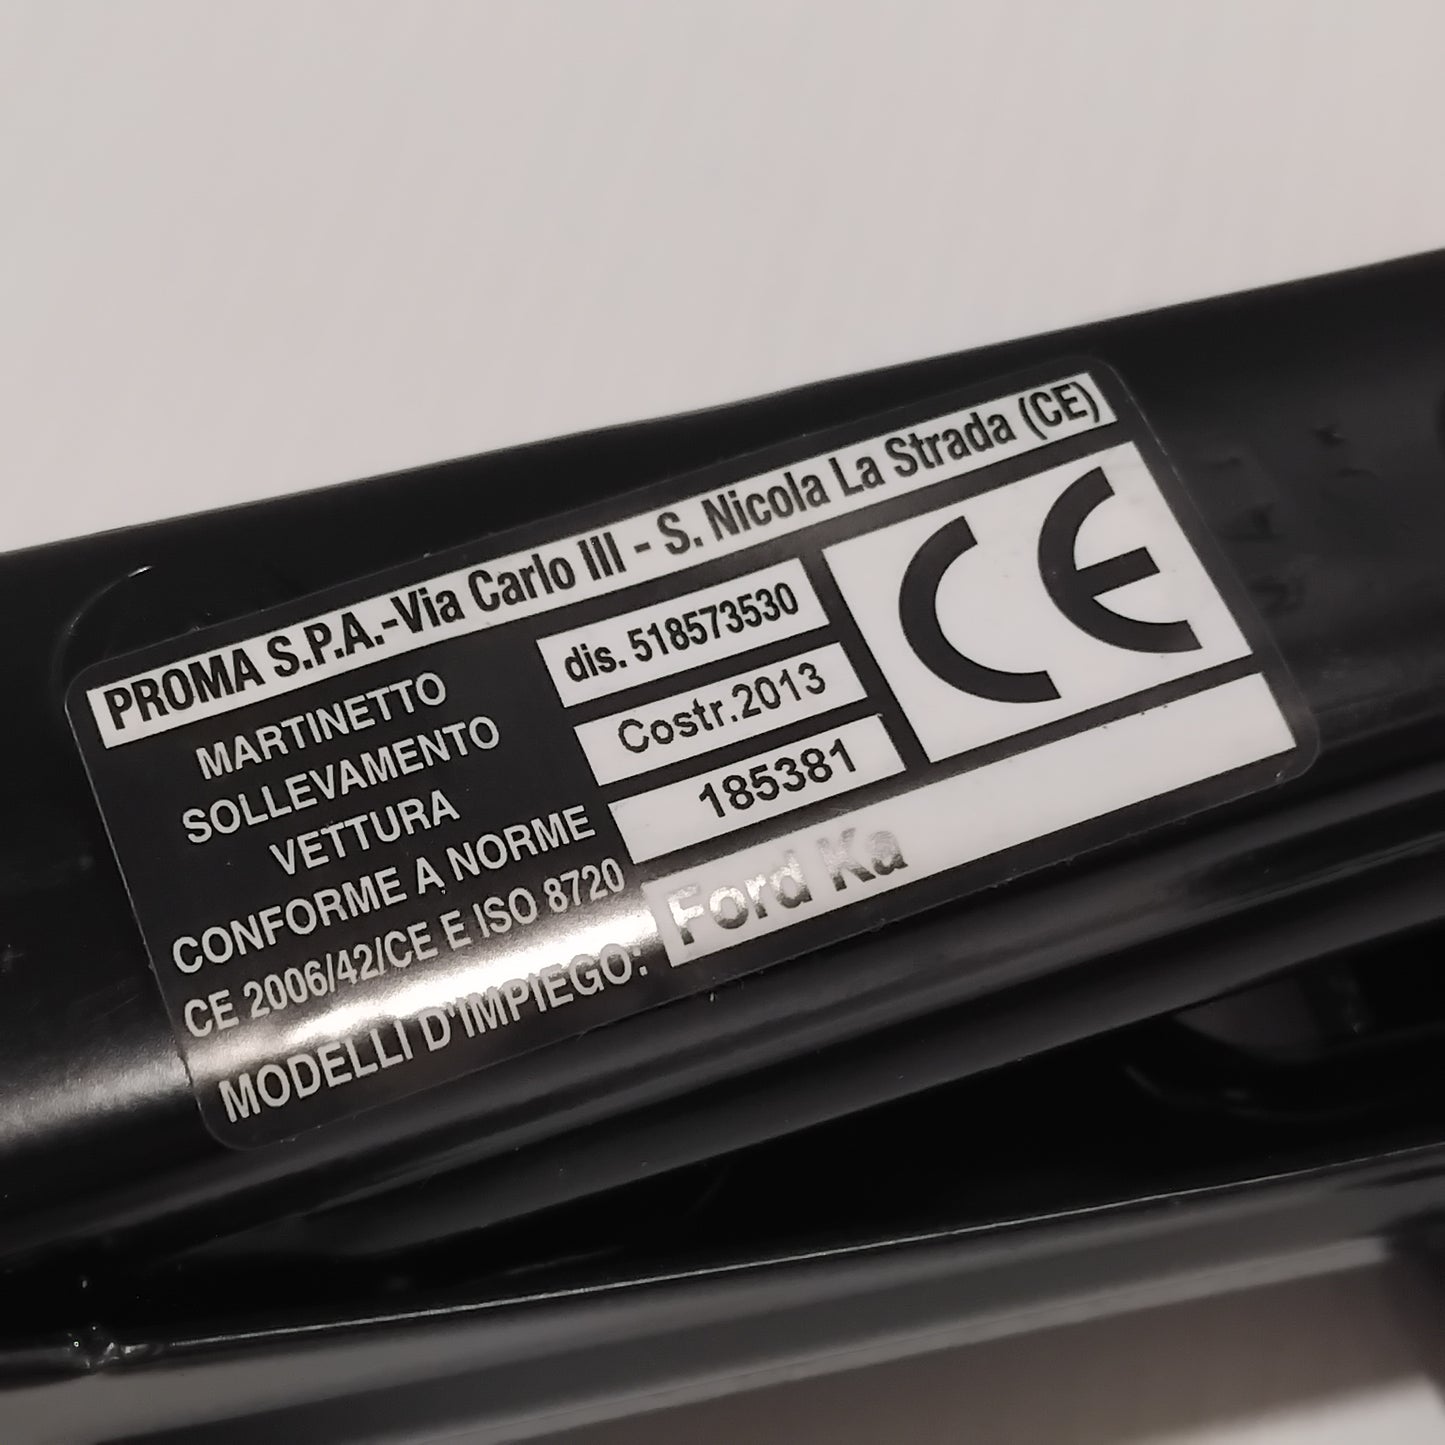 PROMA S.P.A.-Via Carlo III - S. Nicola La Strada (CE)
MARTINETTO
SOLLEVAMENTO
VETTURA
CONFORME A NORME
CE 2006/42/CE E ISO 8720
MODELLI D'IMPIEGO: Ford Ka
dis. 518573530
Costr.2013
185381
CE